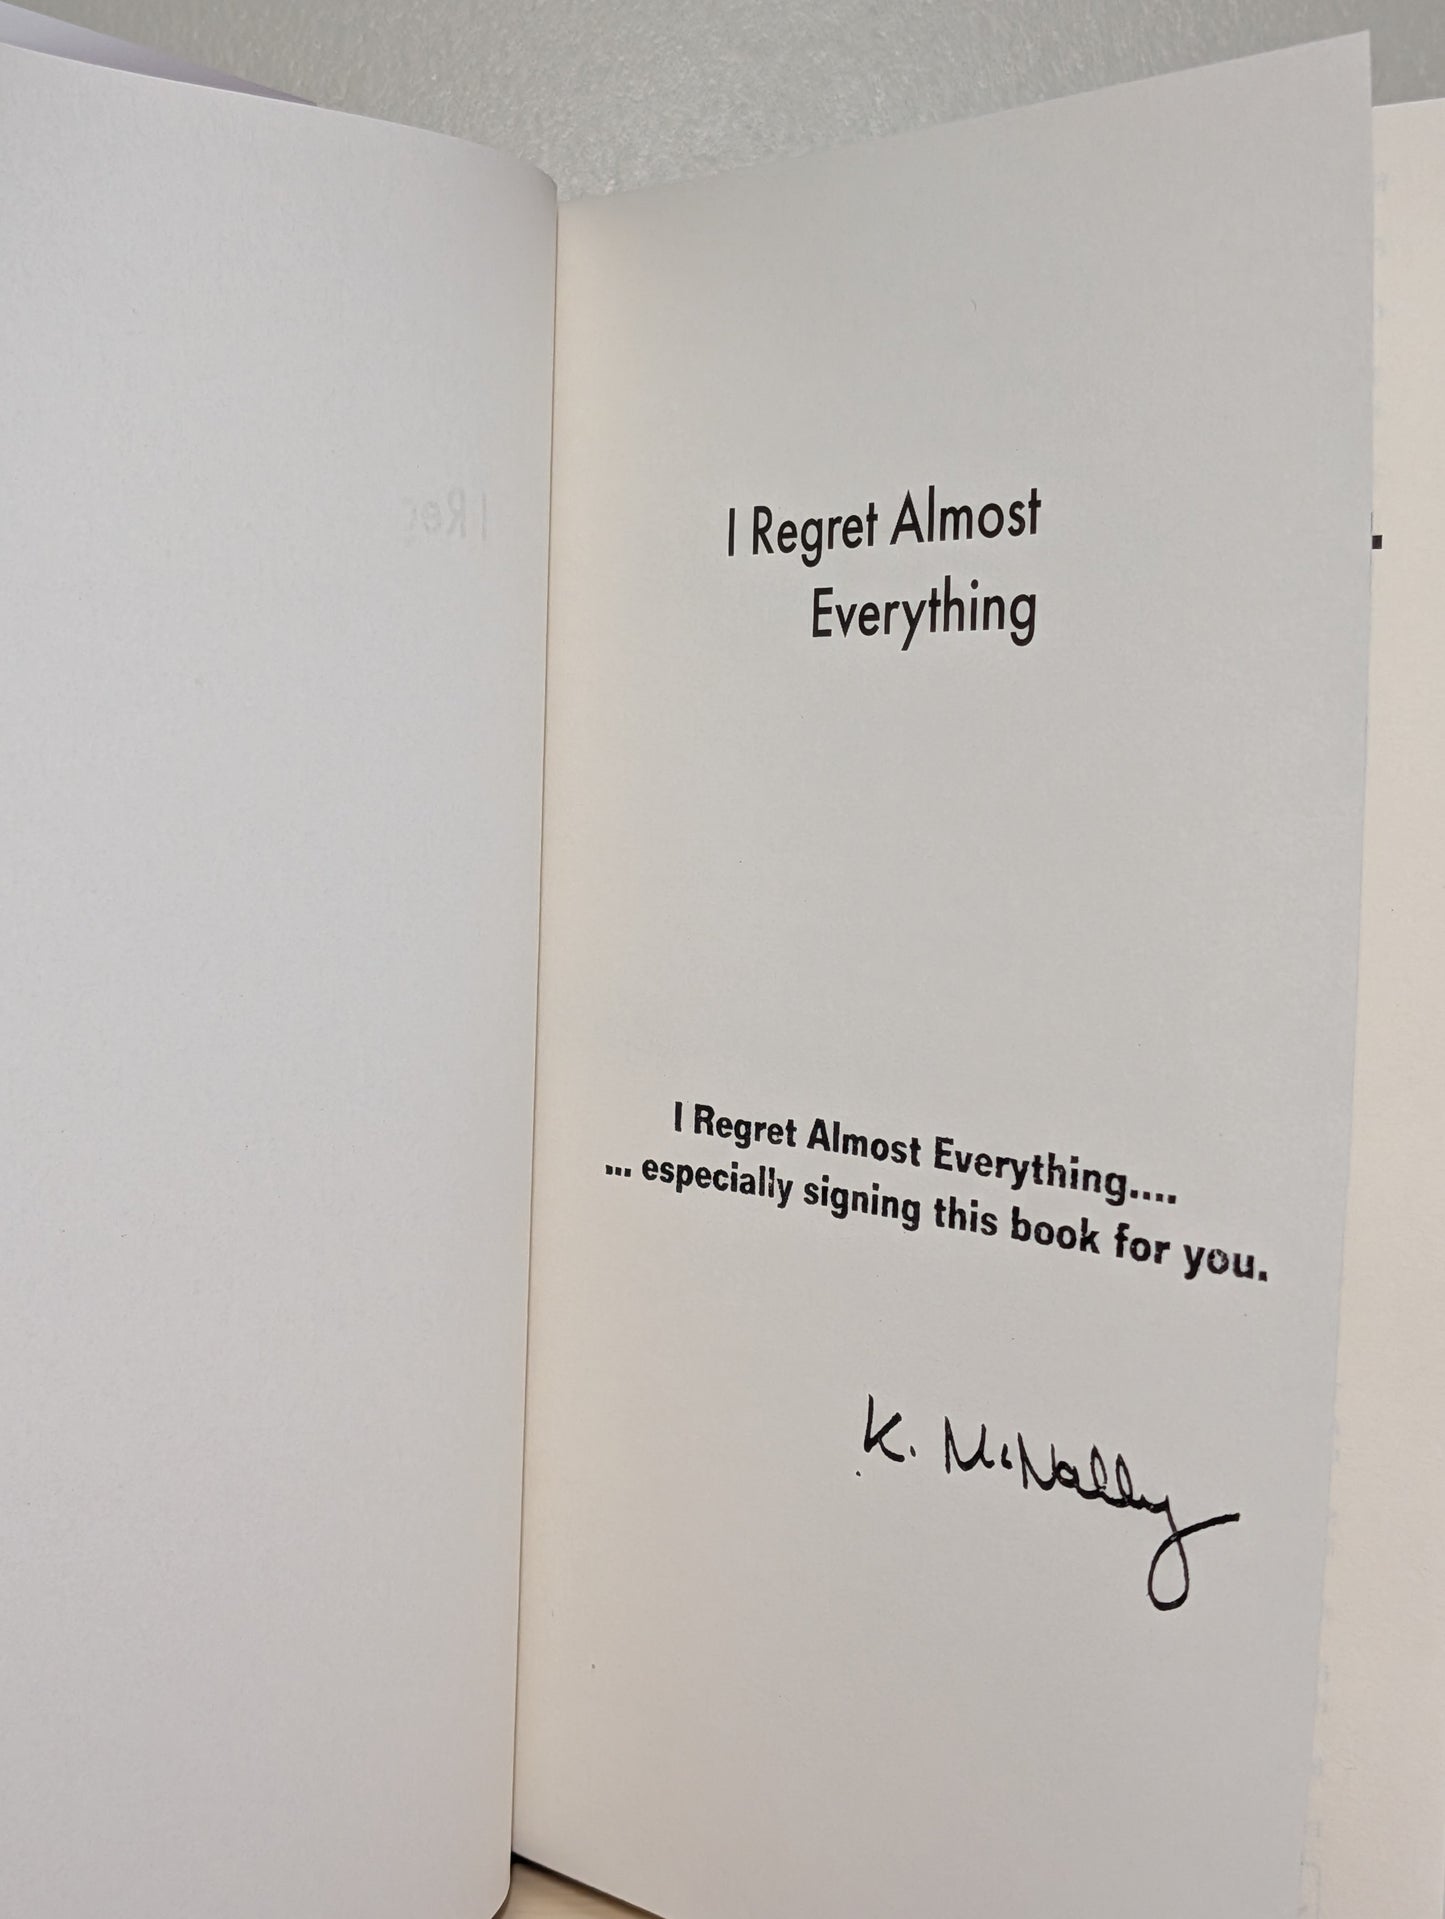 I Regret Almost
Everything
I Regret Almost Everything....
... especially signing this book for you.
K. McNally